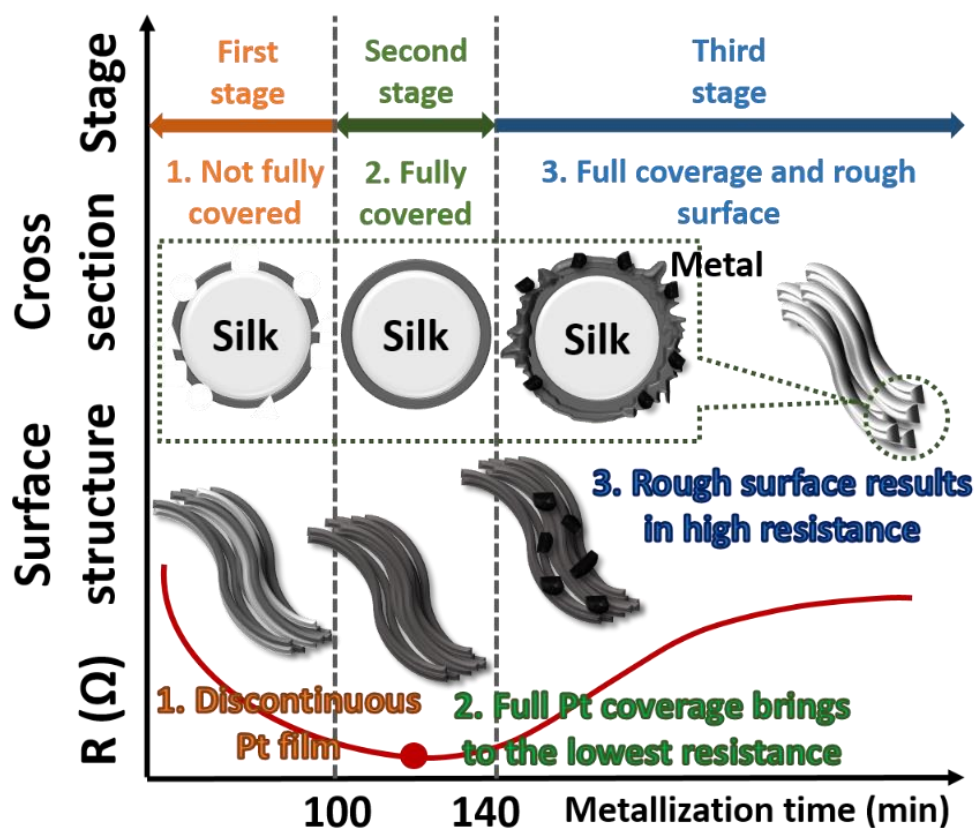 First
stage
Second
stage
Third
stage
Stage
1. Not fully
covered
2. Fully
covered
3. Full coverage and rough
surface
Cross
section
Silk
Silk
Silk
Metal
Surface
structure
3. Rough surface results
in high resistance
R (Ω)
1. Discontinuous
Pt film
2. Full Pt coverage brings
to the lowest resistance
100
140
Metallization time (min)